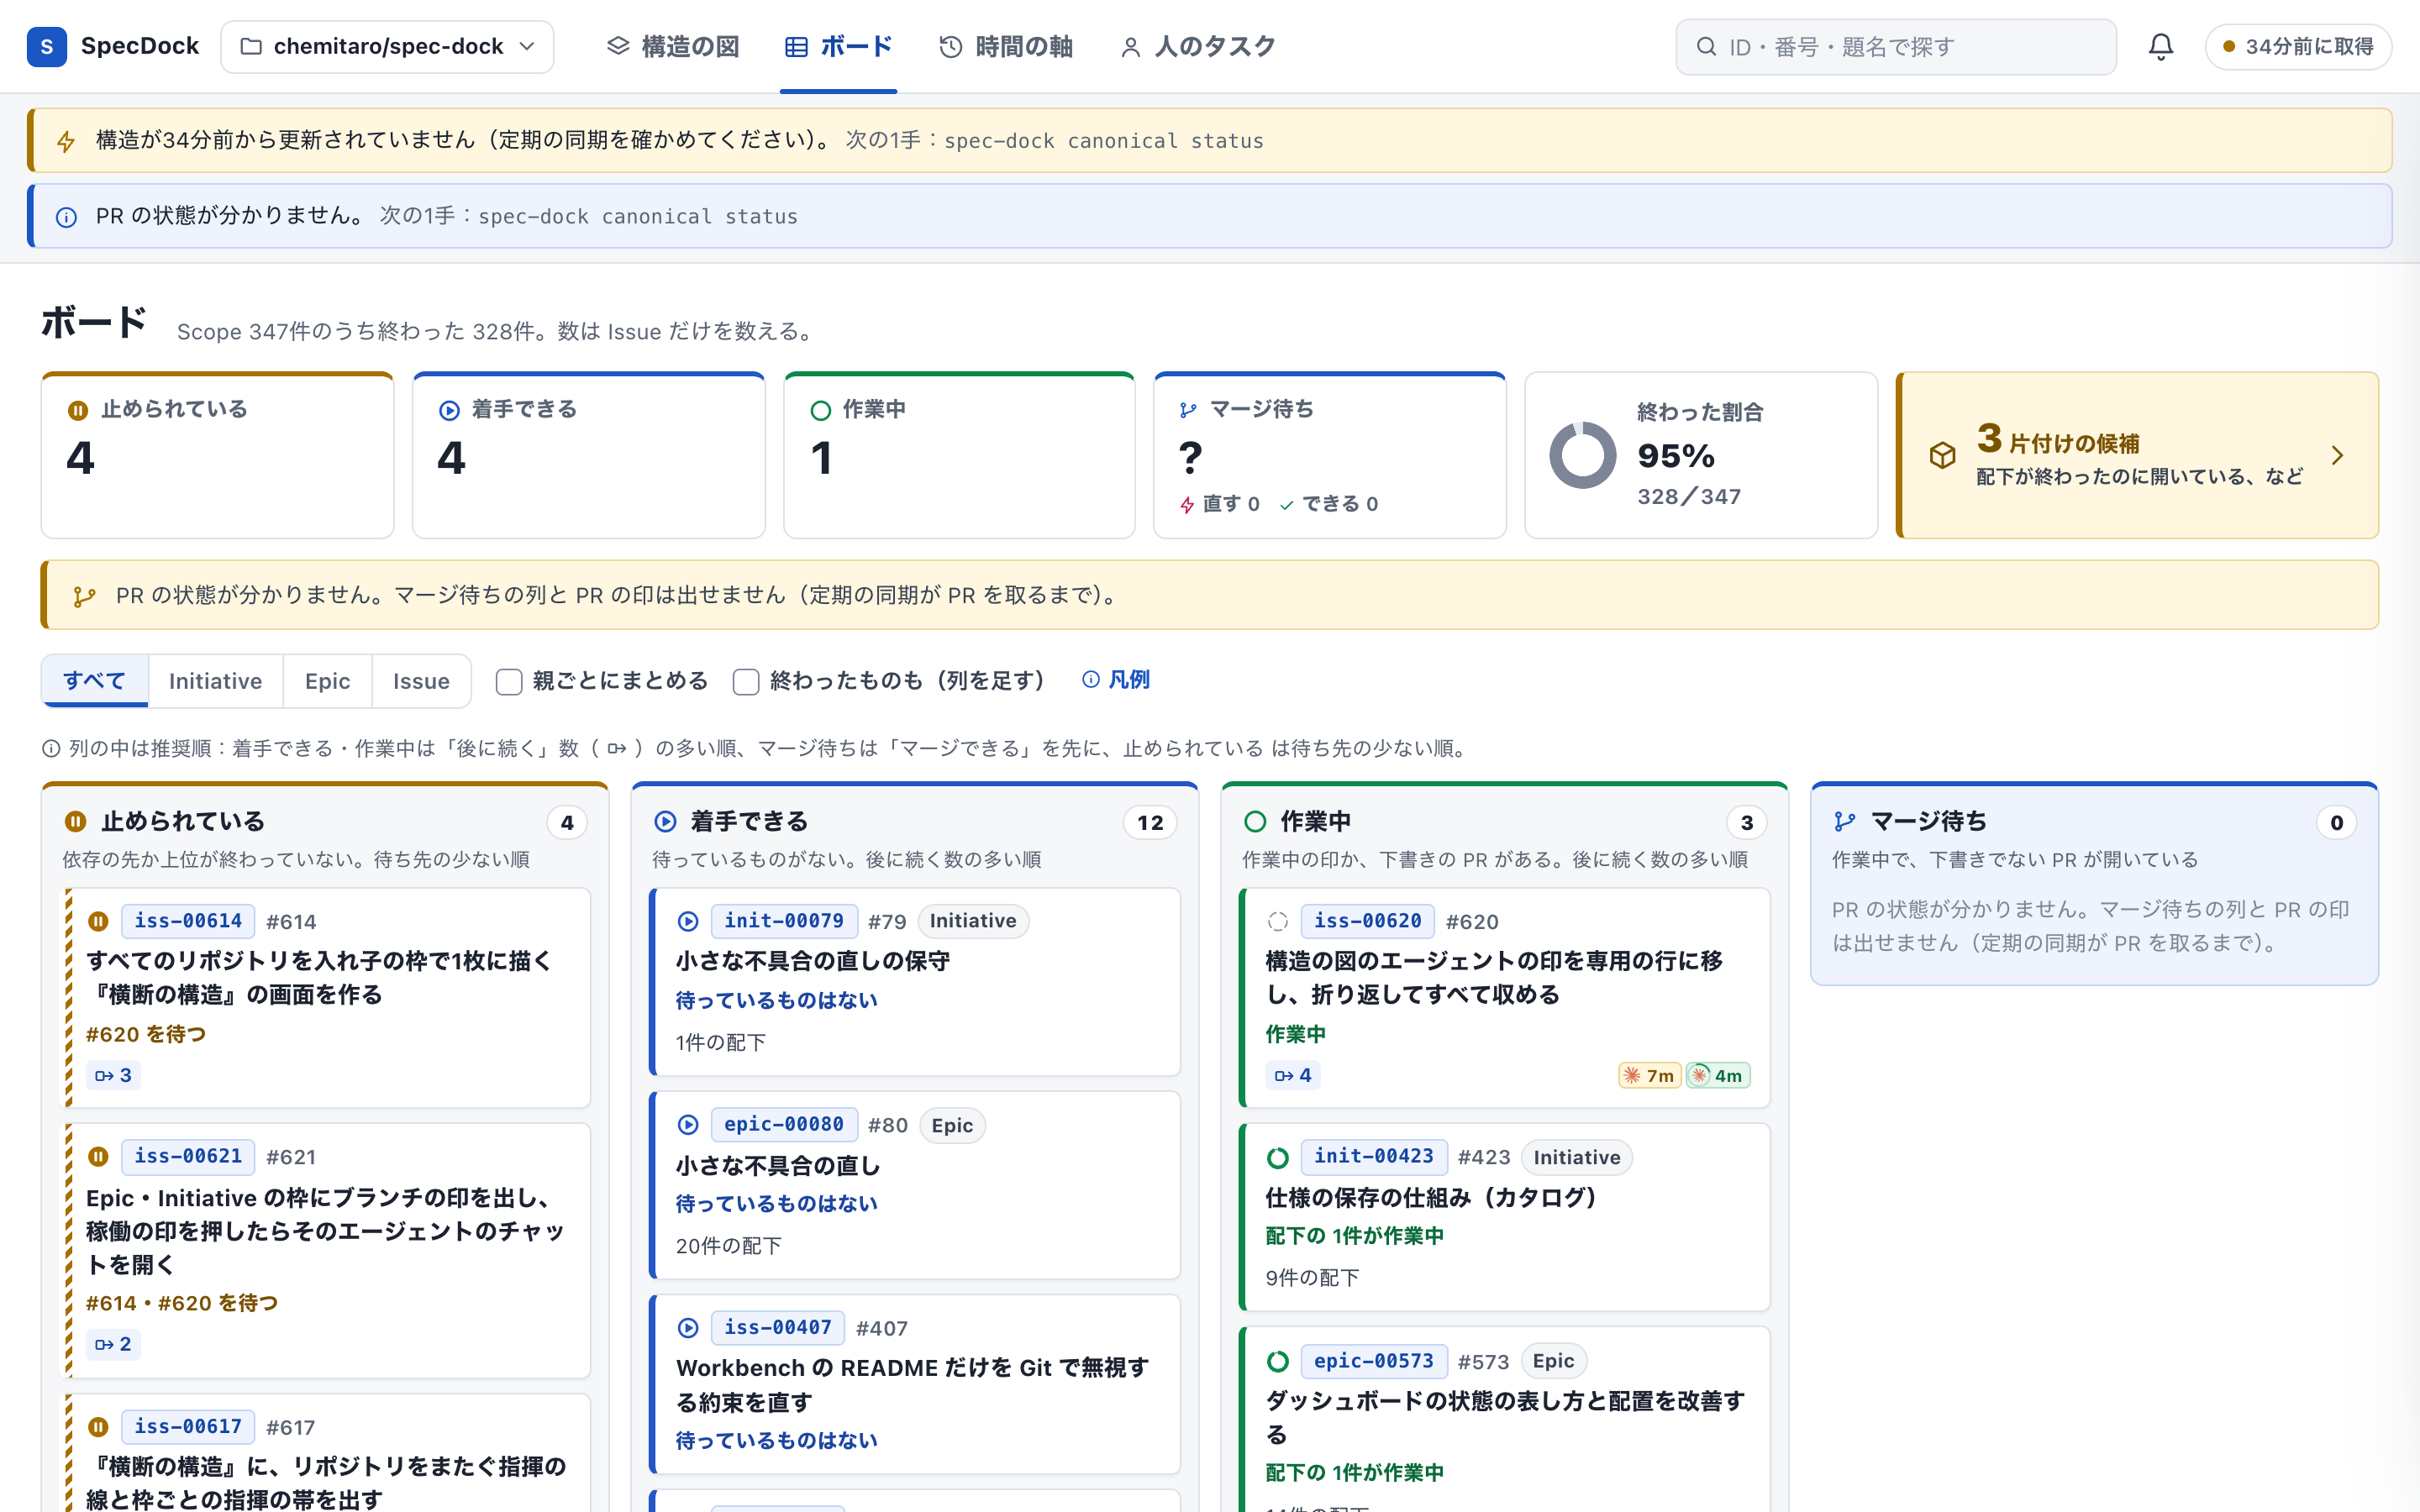 S SpecDock chemitaro/spec-dock 構造の図 ボード 時間の軸 人のタスク ID・番号・題名で探す 34分前に取得
構造が34分前から更新されていません（定期の同期を確かめてください）。 次の1手：spec-dock canonical status
PR の状態が分かりません。 次の1手：spec-dock canonical status
ボード Scope 347件のうち終わった 328件。数は Issue だけを数える。
止められている
4
着手できる
4
作業中
1
マージ待ち
?
直す 0 できる 0
終わった割合
95%
328／347
3 片付けの候補
配下が終わったのに開いている、など
PR の状態が分かりません。マージ待ちの列と PR の印は出せません（定期の同期が PR を取るまで）。
すべて Initiative Epic Issue 親ごとにまとめる 終わったものも（列を足す） 凡例
列の中は推奨順：着手できる・作業中は「後に続く」数（ ）の多い順、マージ待ちは「マージできる」を先に、止められている は待ち先の少ない順。
止められている 4
依存の先か上位が終わっていない。待ち先の少ない順
iss-00614 #614
すべてのリポジトリを入れ子の枠で1枚に描く
『横断の構造』の画面を作る
#620 を待つ
3
iss-00621 #621
Epic・Initiative の枠にブランチの印を出し、
稼働の印を押したらそのエージェントのチャッ
トを開く
#614・#620 を待つ
2
iss-00617 #617
『横断の構造』に、リポジトリをまたぐ指揮の
線と枠ごとの指揮の帯を出す
着手できる 12
待っているものがない。後に続く数の多い順
init-00079 #79 Initiative
小さな不具合の直しの保守
待っているものはない
1件の配下
epic-00080 #80 Epic
小さな不具合の直し
待っているものはない
20件の配下
iss-00407 #407
Workbench の README だけを Git で無視す
る約束を直す
待っているものはない
作業中 3
作業中の印か、下書きの PR がある。後に続く数の多い順
iss-00620 #620
構造の図のエージェントの印を専用の行に移
し、折り返してすべて収める
作業中
4 7m 4m
init-00423 #423 Initiative
仕様の保存の仕組み（カタログ）
配下の 1件が作業中
9件の配下
epic-00573 #573 Epic
ダッシュボードの状態の表し方と配置を改善す
る
配下の 1件が作業中
マージ待ち 0
作業中で、下書きでない PR が開いている
PR の状態が分かりません。マージ待ちの列と PR の印
は出せません（定期の同期が PR を取るまで）。